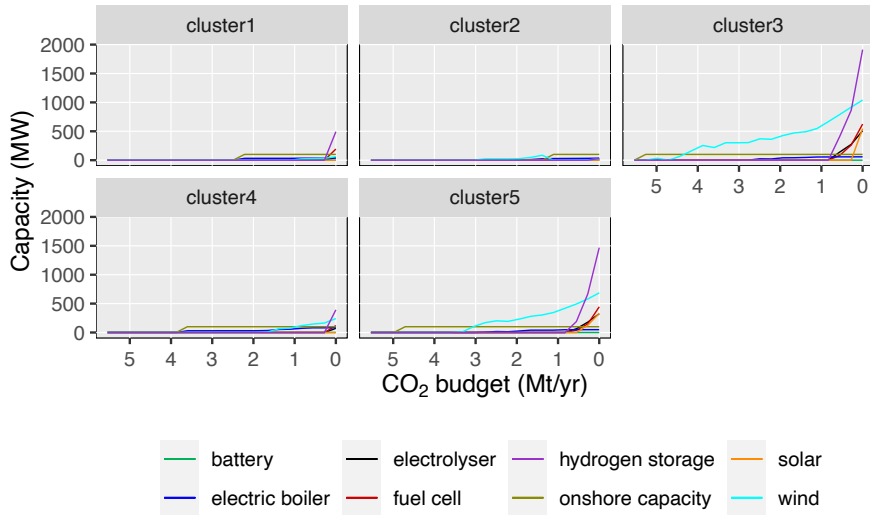 cluster1 cluster2 cluster3
2000
1500
1000
500
0
5 4 3 2 1 0
cluster4 cluster5
2000
1500
1000
500
0
5 4 3 2 1 0 5 4 3 2 1 0
Capacity (MW)
CO₂ budget (Mt/yr)
battery electrolyser hydrogen storage solar
electric boiler fuel cell onshore capacity wind